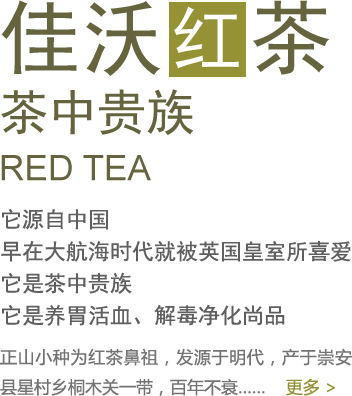 佳沃红茶
茶中贵族
RED TEA
它源自中国
早在大航海时代就被英国皇室所喜爱
它是茶中贵族
它是养胃活血、解毒净化尚品
正山小种为红茶鼻祖，发源于明代，产于崇安
县星村乡桐木关一带，百年不衰...... 更多 >